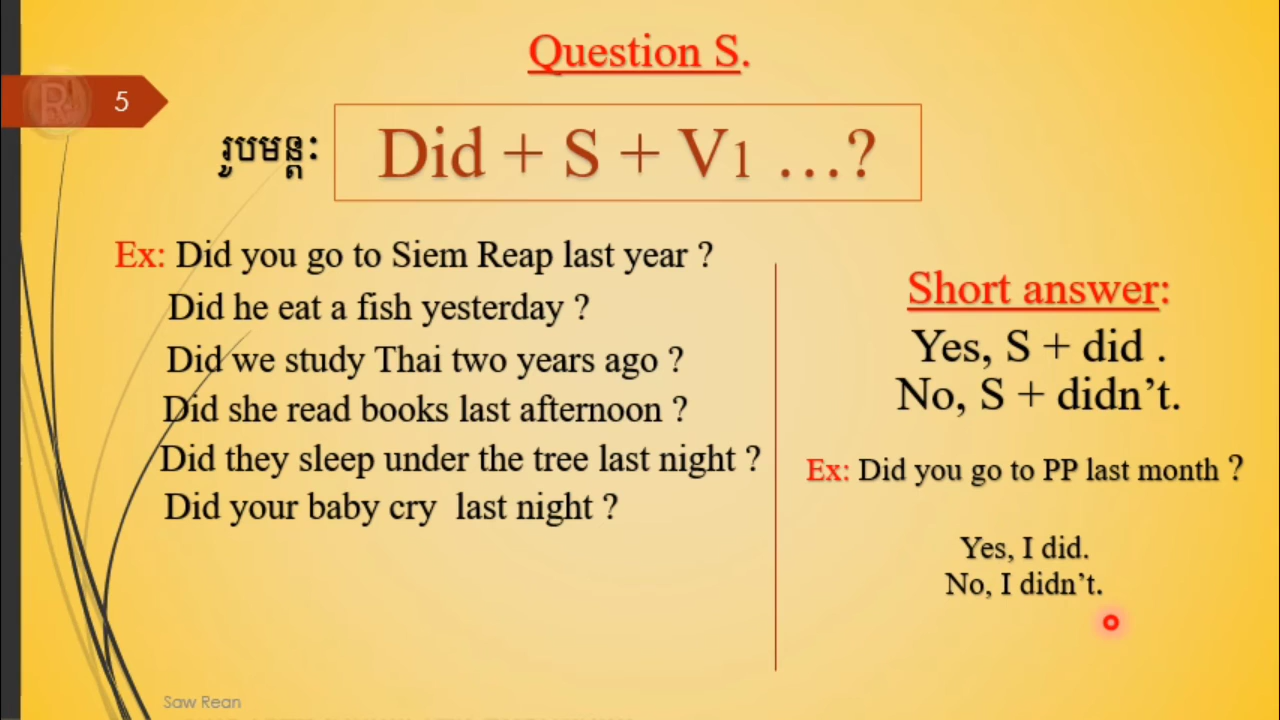 Question S.
5
រូបមន្តៈ
Did + S + V1 …?
Ex: Did you go to Siem Reap last year ?
Did he eat a fish yesterday ?
Did we study Thai two years ago ?
Did she read books last afternoon ?
Did they sleep under the tree last night ?
Did your baby cry last night ?
Short answer:
Yes, S + did .
No, S + didn’t.
Ex: Did you go to PP last month ?
Yes, I did.
No, I didn’t.
Saw Rean